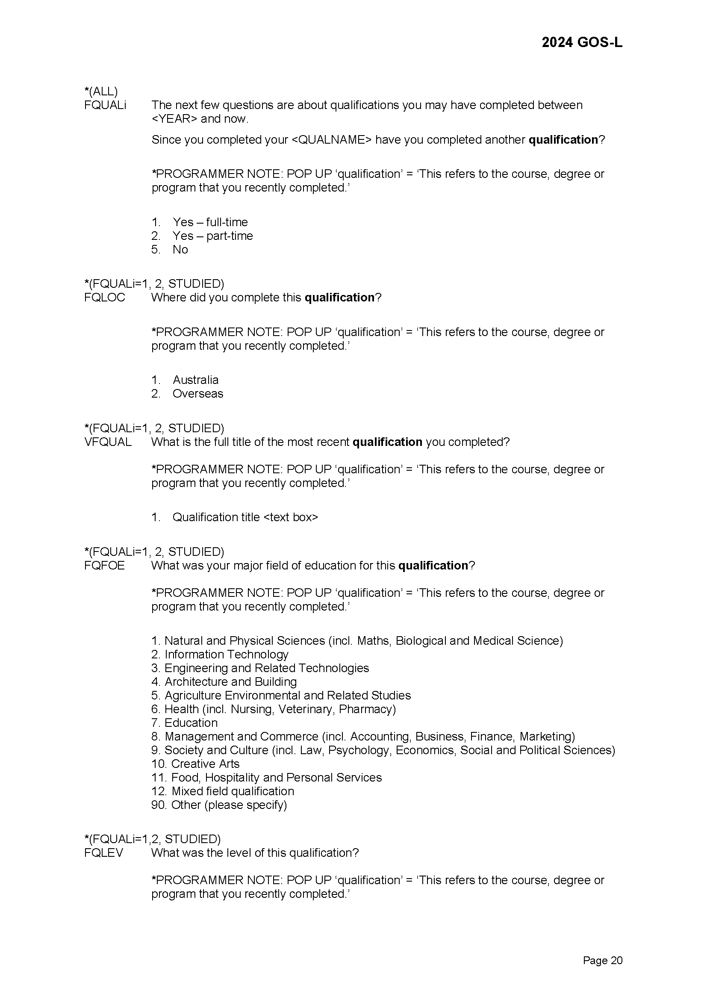 2024 GOS-L
*(ALL)
FQUALi The next few questions are about qualifications you may have completed between
<YEAR> and now.
Since you completed your <QUALNAME> have you completed another qualification?
*PROGRAMMER NOTE: POP UP ‘qualification’ = ‘This refers to the course, degree or
program that you recently completed.’
1. Yes – full-time
2. Yes – part-time
5. No
*(FQUALi=1, 2, STUDIED)
FQLOC Where did you complete this qualification?
*PROGRAMMER NOTE: POP UP ‘qualification’ = ‘This refers to the course, degree or
program that you recently completed.’
1. Australia
2. Overseas
*(FQUALi=1, 2, STUDIED)
VFQUAL What is the full title of the most recent qualification you completed?
*PROGRAMMER NOTE: POP UP ‘qualification’ = ‘This refers to the course, degree or
program that you recently completed.’
1. Qualification title <text box>
*(FQUALi=1, 2, STUDIED)
FQFOE What was your major field of education for this qualification?
*PROGRAMMER NOTE: POP UP ‘qualification’ = ‘This refers to the course, degree or
program that you recently completed.’
1. Natural and Physical Sciences (incl. Maths, Biological and Medical Science)
2. Information Technology
3. Engineering and Related Technologies
4. Architecture and Building
5. Agriculture Environmental and Related Studies
6. Health (incl. Nursing, Veterinary, Pharmacy)
7. Education
8. Management and Commerce (incl. Accounting, Business, Finance, Marketing)
9. Society and Culture (incl. Law, Psychology, Economics, Social and Political Sciences)
10. Creative Arts
11. Food, Hospitality and Personal Services
12. Mixed field qualification
90. Other (please specify)
*(FQUALi=1,2, STUDIED)
FQLEV What was the level of this qualification?
*PROGRAMMER NOTE: POP UP ‘qualification’ = ‘This refers to the course, degree or
program that you recently completed.’
Page 20